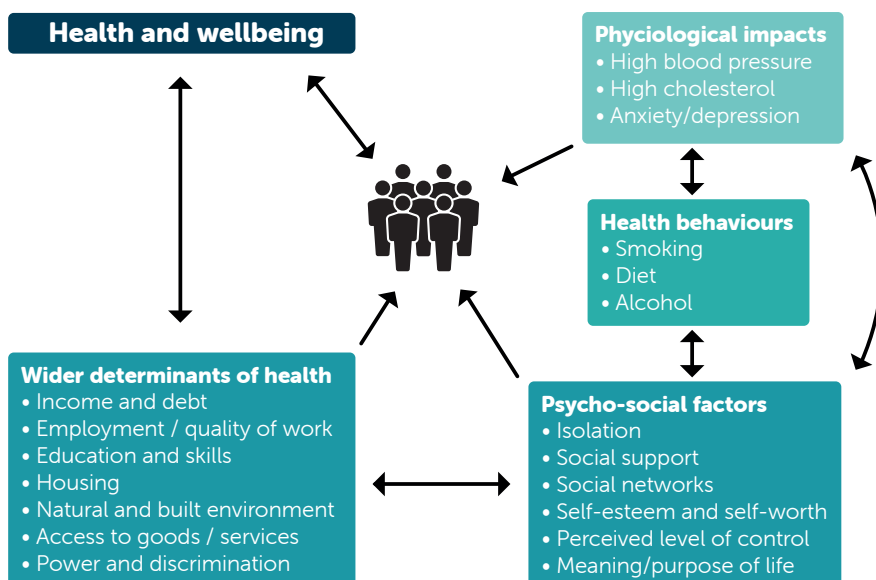 Health and wellbeing
Phyciological impacts
• High blood pressure
• High cholesterol
• Anxiety/depression
Health behaviours
• Smoking
• Diet
• Alcohol
Wider determinants of health
• Income and debt
• Employment / quality of work
• Education and skills
• Housing
• Natural and built environment
• Access to goods / services
• Power and discrimination
Psycho-social factors
• Isolation
• Social support
• Social networks
• Self-esteem and self-worth
• Perceived level of control
• Meaning/purpose of life